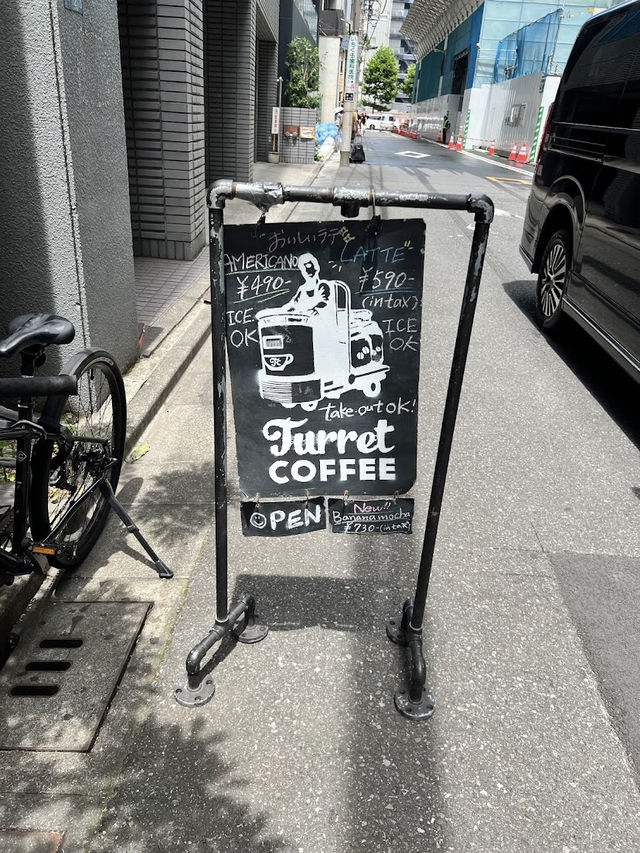 "おいしいラテ
AMERICANO
¥490-
"LATTE"
¥590-
(in tax)
ICE
OK
ICE
OK
take-out OK!
Turret
COFFEE
OPEN
New!!
Banana mocha
¥730-(in tax)